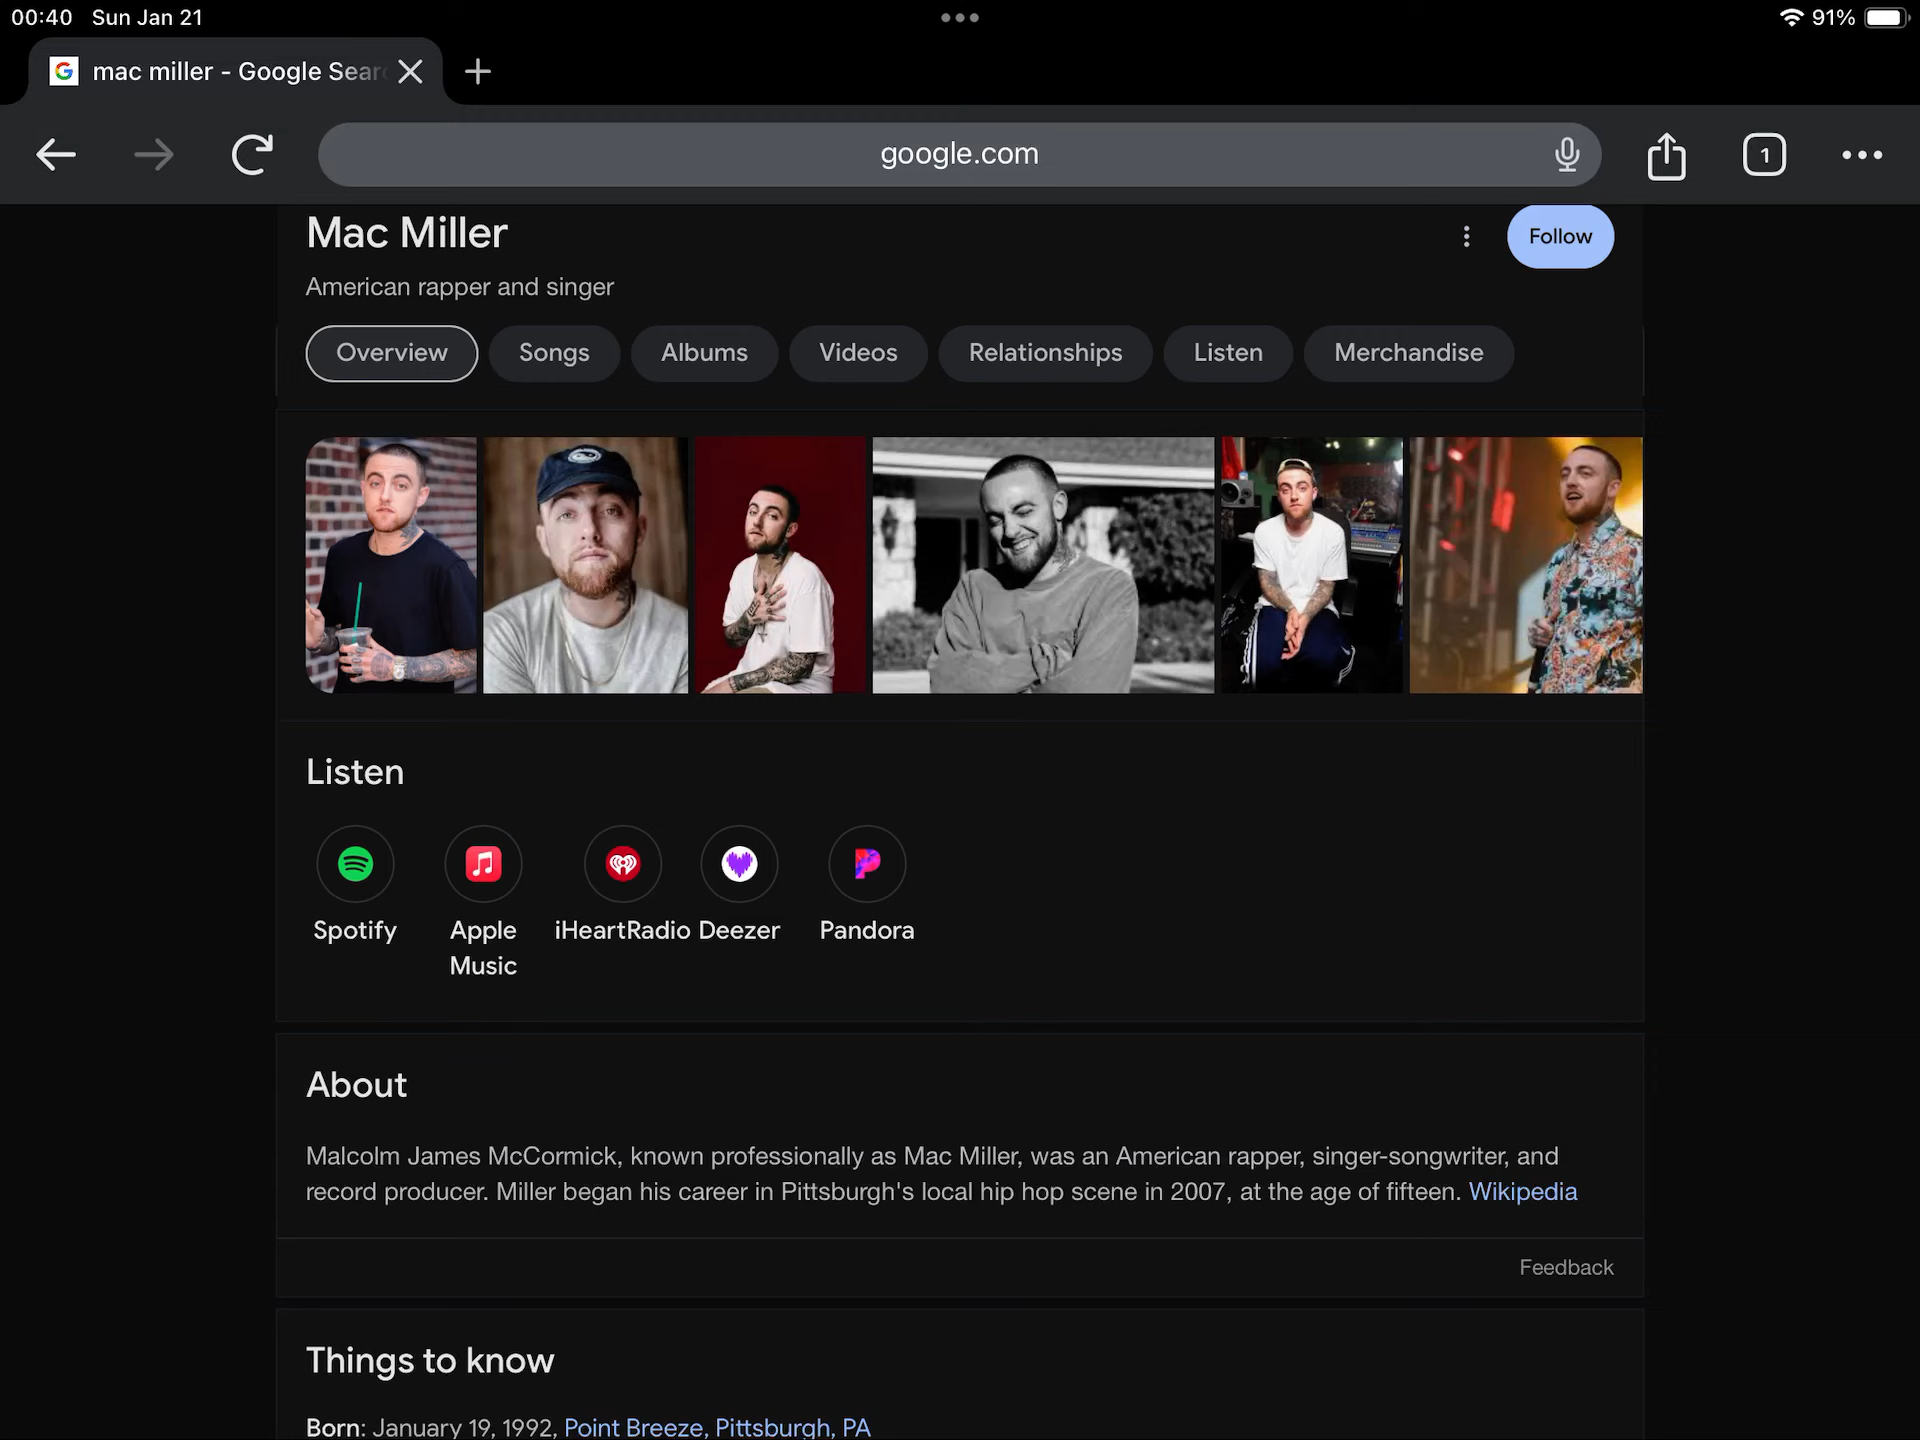 00:40 Sun Jan 21
91%
mac miller - Google Sear
google.com
1
Mac Miller
Follow
American rapper and singer
Overview Songs Albums Videos Relationships Listen Merchandise
Listen
Spotify Apple Music iHeartRadio Deezer Pandora
About
Malcolm James McCormick, known professionally as Mac Miller, was an American rapper, singer-songwriter, and
record producer. Miller began his career in Pittsburgh's local hip hop scene in 2007, at the age of fifteen. Wikipedia
Feedback
Things to know
Born: January 19, 1992, Point Breeze, Pittsburgh, PA